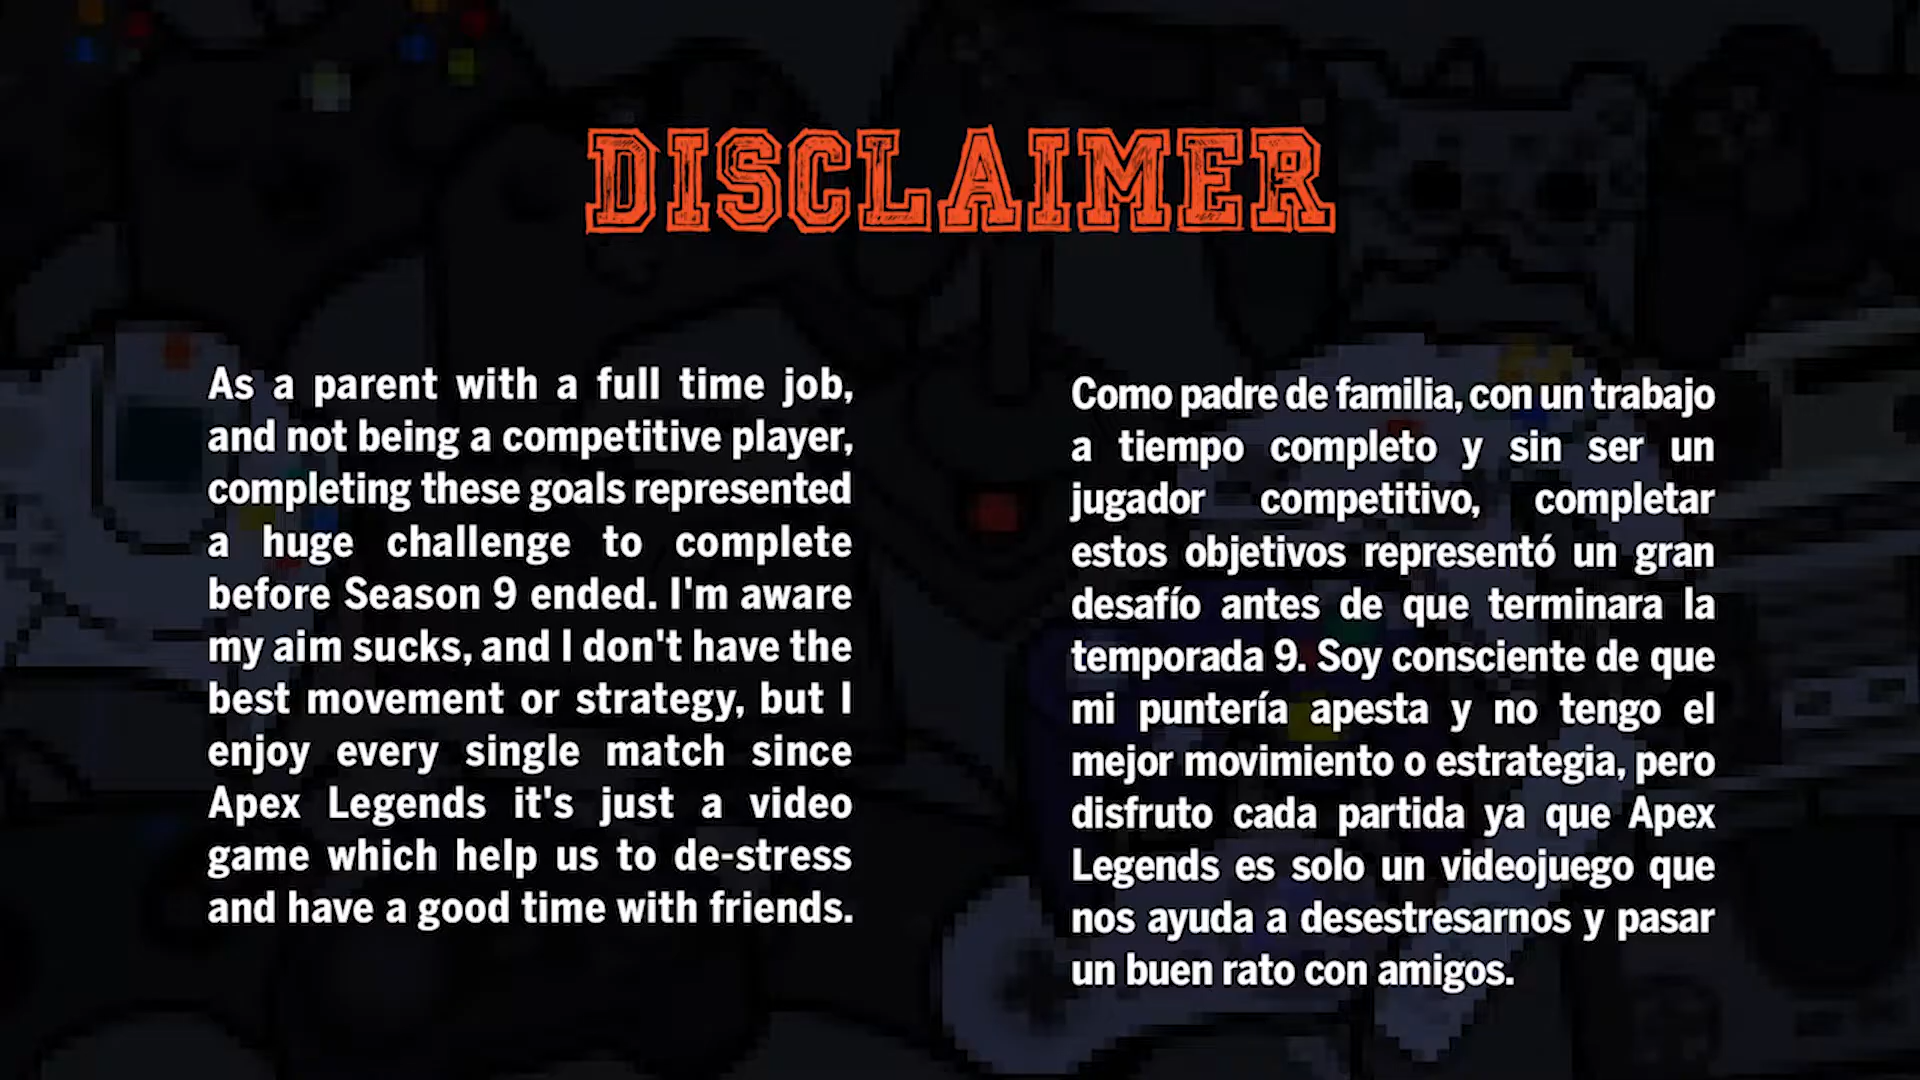 DISCLAIMER
As a parent with a full time job,
and not being a competitive player,
completing these goals represented
a huge challenge to complete
before Season 9 ended. I'm aware
my aim sucks, and I don't have the
best movement or strategy, but I
enjoy every single match since
Apex Legends it's just a video
game which help us to de-stress
and have a good time with friends.
Como padre de familia, con un trabajo
a tiempo completo y sin ser un
jugador competitivo, completar
estos objetivos representó un gran
desafío antes de que terminara la
temporada 9. Soy consciente de que
mi puntería apesta y no tengo el
mejor movimiento o estrategia, pero
disfruto cada partida ya que Apex
Legends es solo un videojuego que
nos ayuda a desestresarnos y pasar
un buen rato con amigos.